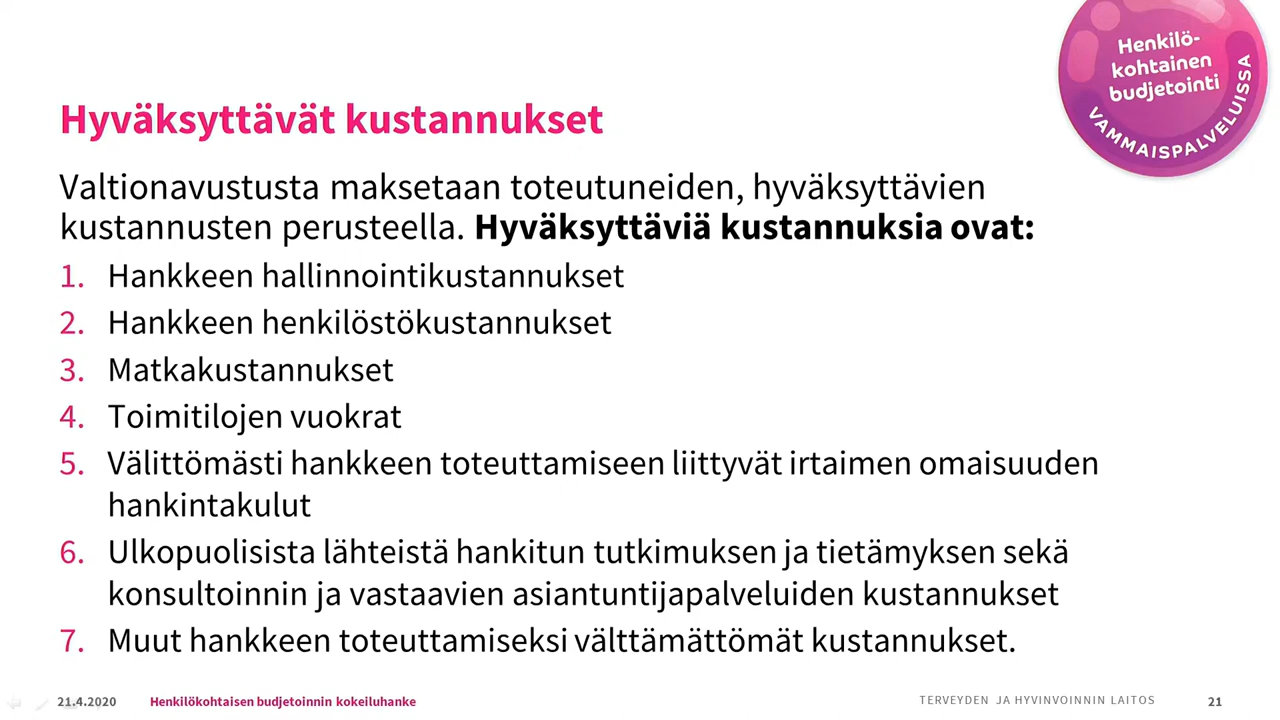 Henkilö-
kohtainen
budjetointi
VAMMAISPALVELUISSA
Hyväksyttävät kustannukset
Valtionavustusta maksetaan toteutuneiden, hyväksyttävien
kustannusten perusteella. Hyväksyttäviä kustannuksia ovat:
1. Hankkeen hallinnointikustannukset
2. Hankkeen henkilöstökustannukset
3. Matkakustannukset
4. Toimitilojen vuokrat
5. Välittömästi hankkeen toteuttamiseen liittyvät irtaimen omaisuuden
hankintakulut
6. Ulkopuolisista lähteistä hankitun tutkimuksen ja tietämyksen sekä
konsultoinnin ja vastaavien asiantuntijapalveluiden kustannukset
7. Muut hankkeen toteuttamiseksi välttämättömät kustannukset.
21.4.2020 Henkilökohtaisen budjetoinnin kokeiluhanke TERVEYDEN JA HYVINVOINNIN LAITOS 21